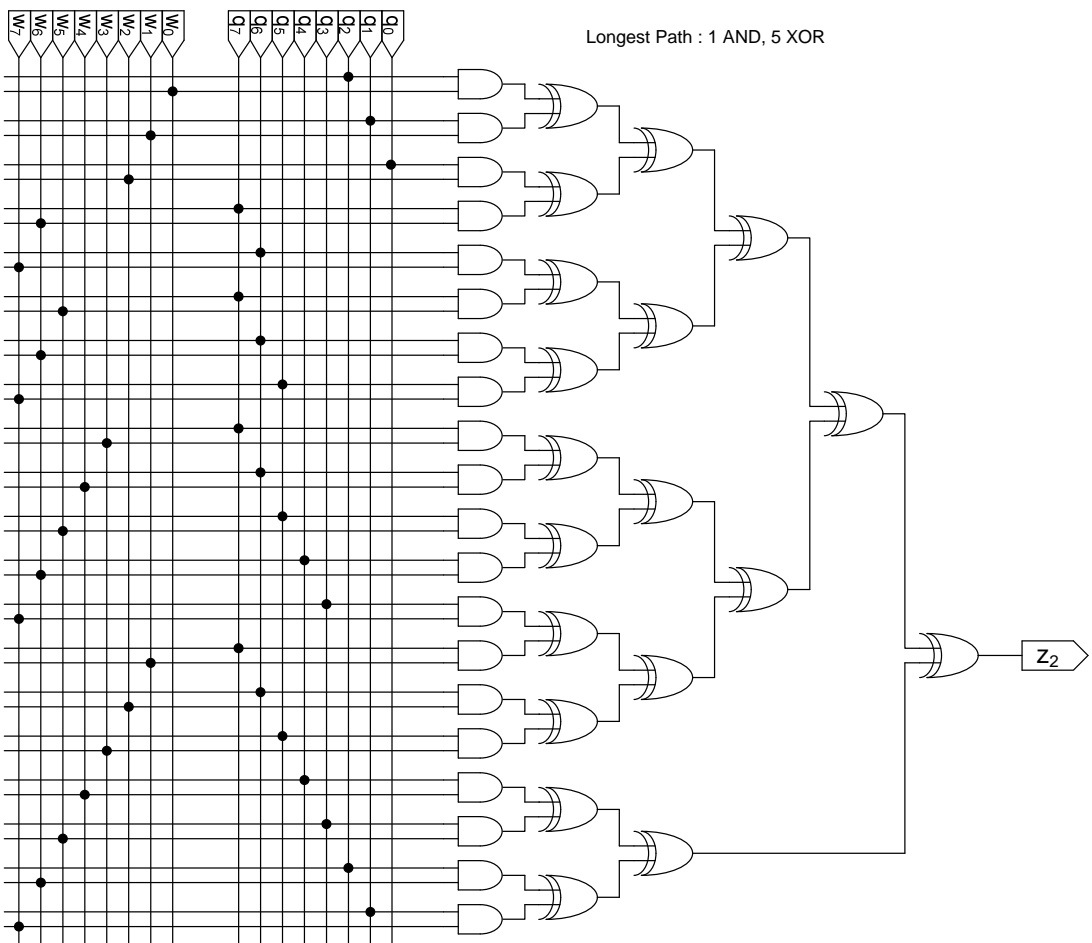 w₇ w₆ w₅ w₄ w₃ w₂ w₁ w₀ q₇ q₆ q₅ q₄ q₃ q₂ q₁ q₀
Longest Path : 1 AND, 5 XOR
z₂